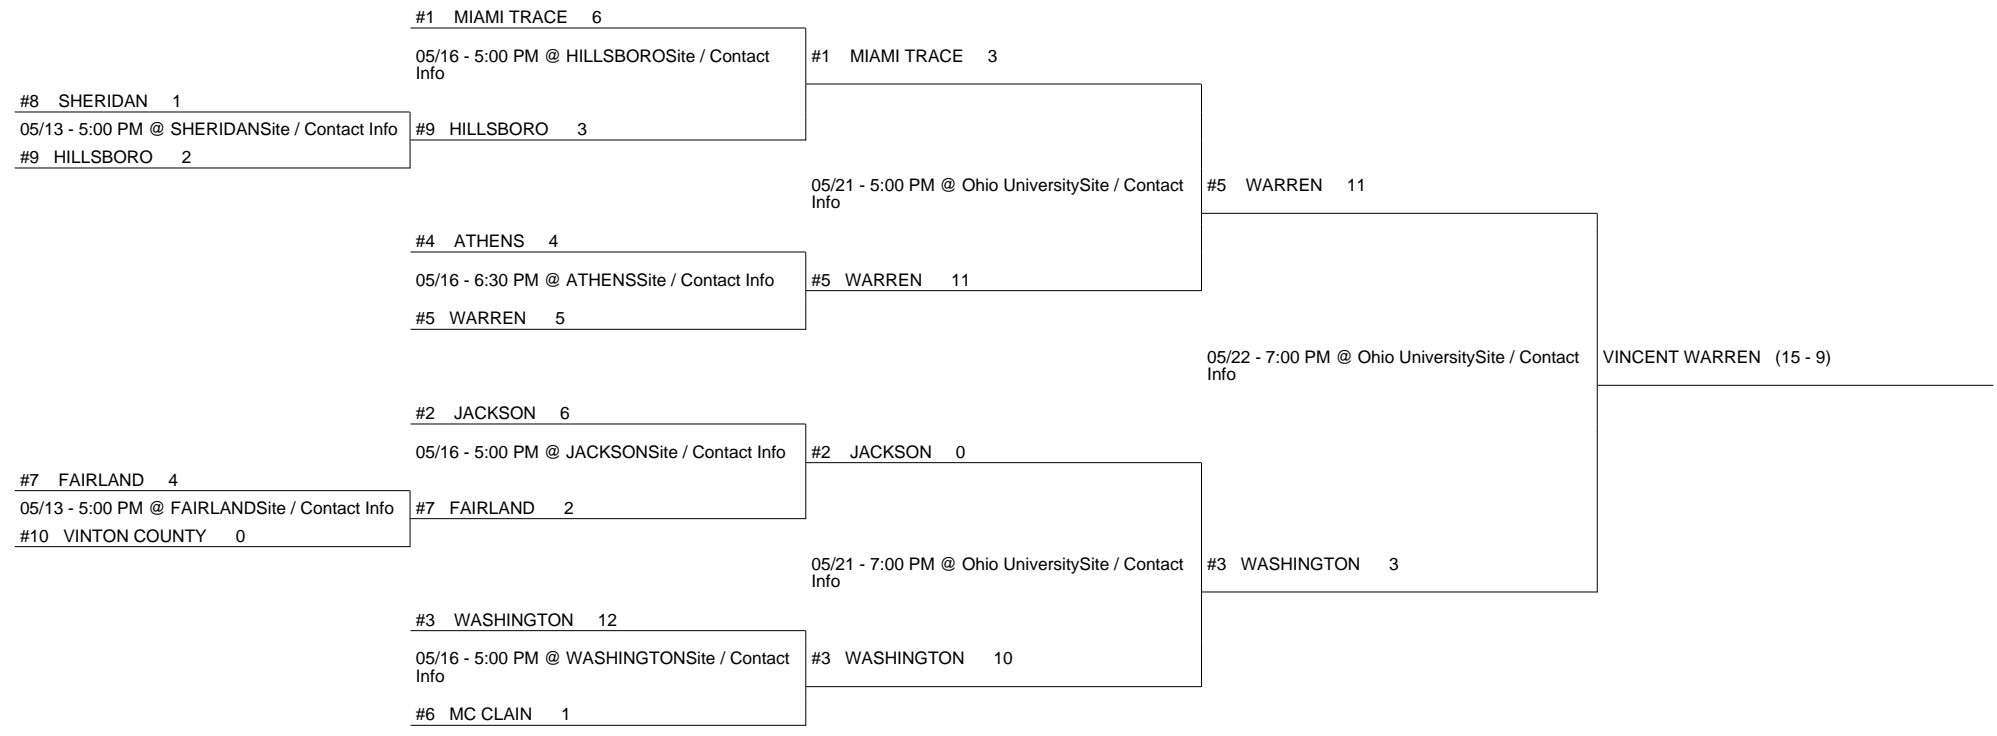 #1 MIAMI TRACE 6
05/16 - 5:00 PM @ HILLSBOROSite / Contact
Info
#1 MIAMI TRACE 3
#8 SHERIDAN 1
05/13 - 5:00 PM @ SHERIDANSite / Contact Info
#9 HILLSBORO 3
#9 HILLSBORO 2
05/21 - 5:00 PM @ Ohio UniversitySite / Contact
Info
#5 WARREN 11
#4 ATHENS 4
05/16 - 6:30 PM @ ATHENSSite / Contact Info
#5 WARREN 11
#5 WARREN 5
05/22 - 7:00 PM @ Ohio UniversitySite / Contact
Info
VINCENT WARREN (15 - 9)
#2 JACKSON 6
05/16 - 5:00 PM @ JACKSONSite / Contact Info
#2 JACKSON 0
#7 FAIRLAND 4
05/13 - 5:00 PM @ FAIRLANDSite / Contact Info
#7 FAIRLAND 2
#10 VINTON COUNTY 0
05/21 - 7:00 PM @ Ohio UniversitySite / Contact
Info
#3 WASHINGTON 3
#3 WASHINGTON 12
05/16 - 5:00 PM @ WASHINGTONSite / Contact
Info
#3 WASHINGTON 10
#6 MC CLAIN 1